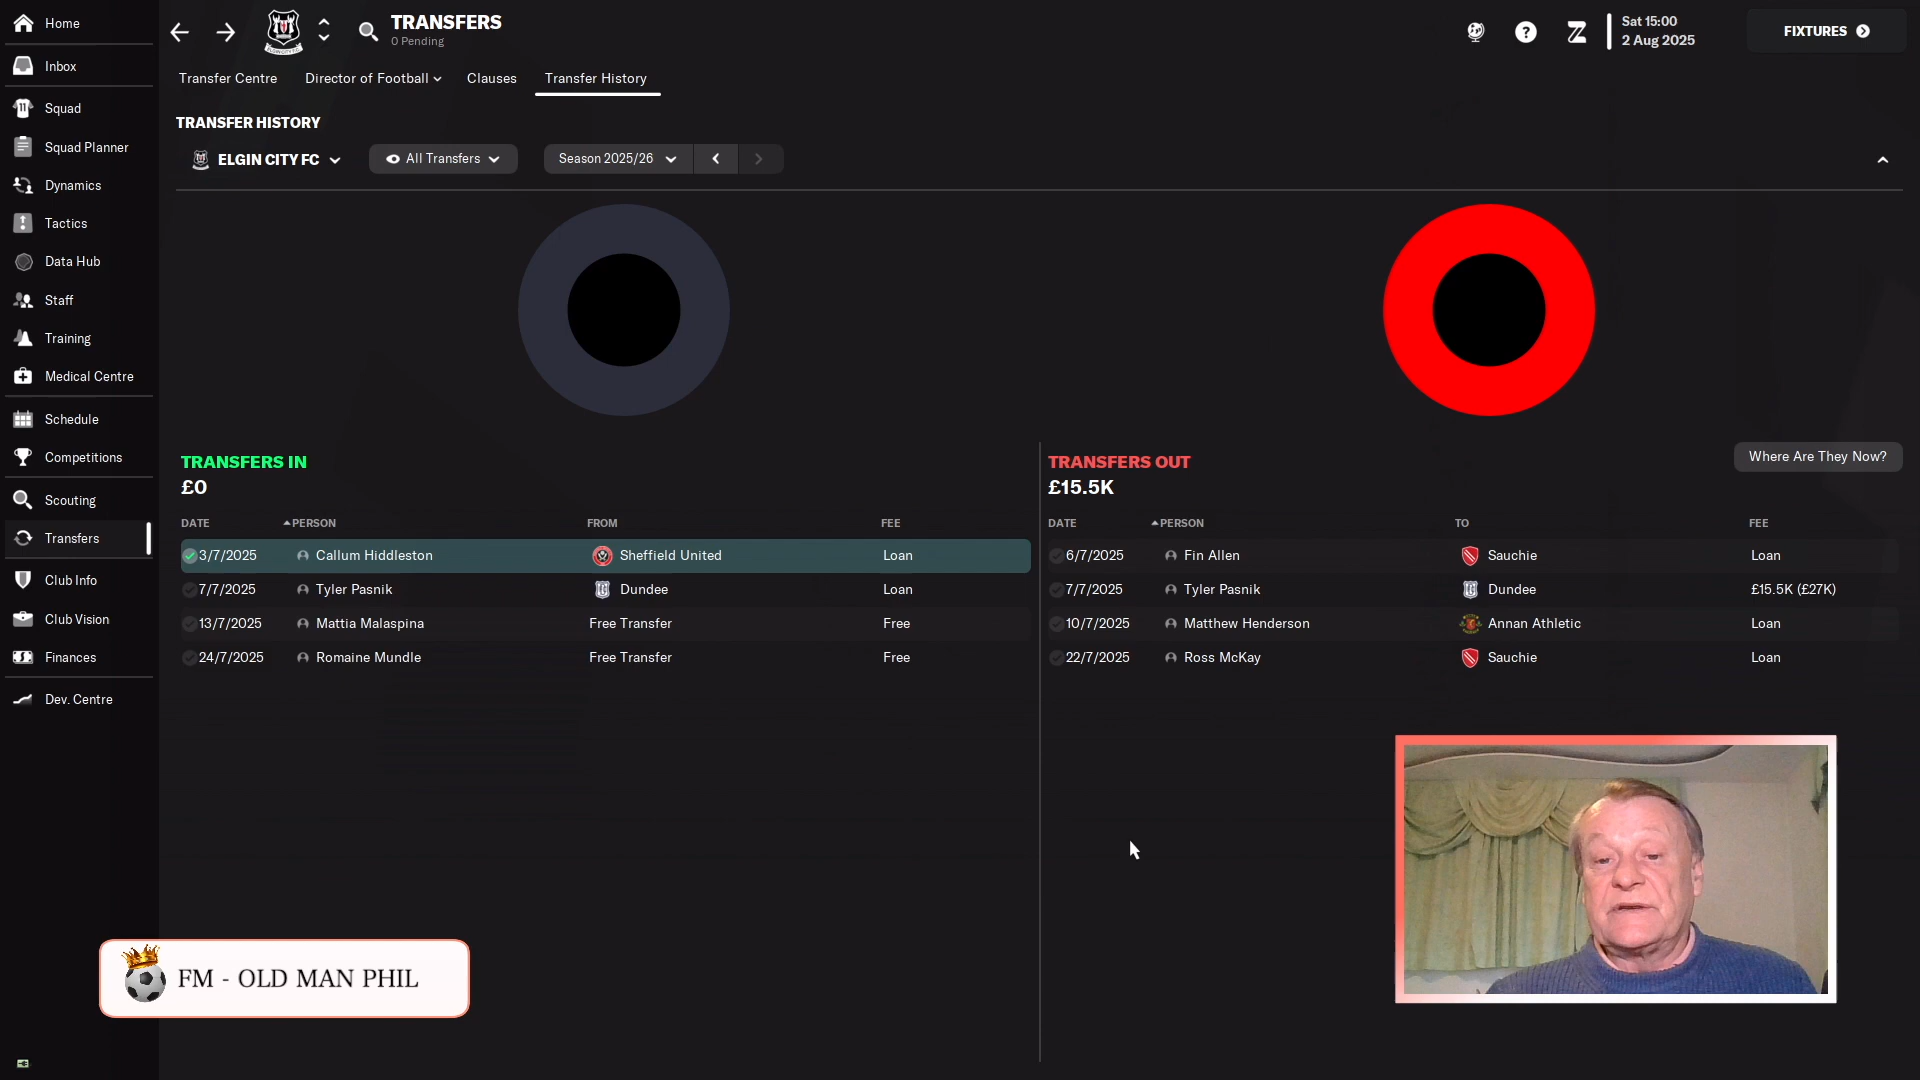 Home
Inbox
Squad
Squad Planner
Dynamics
Tactics
Data Hub
Staff
Training
Medical Centre
Schedule
Competitions
Scouting
Transfers
Club Info
Club Vision
Finances
Dev. Centre
TRANSFERS
0 Pending
Sat 15:00
2 Aug 2025
FIXTURES
Transfer Centre Director of Football Clauses Transfer History
TRANSFER HISTORY
ELGIN CITY FC All Transfers Season 2025/26
TRANSFERS IN
£0
DATE PERSON FROM FEE
3/7/2025 Callum Hiddleston Sheffield United Loan
7/7/2025 Tyler Pasnik Dundee Loan
13/7/2025 Mattia Malaspina Free Transfer Free
24/7/2025 Romaine Mundle Free Transfer Free
TRANSFERS OUT
Where Are They Now?
£15.5K
DATE PERSON TO FEE
6/7/2025 Fin Allen Sauchie Loan
7/7/2025 Tyler Pasnik Dundee £15.5K (£27K)
10/7/2025 Matthew Henderson Annan Athletic Loan
22/7/2025 Ross McKay Sauchie Loan
FM - OLD MAN PHIL